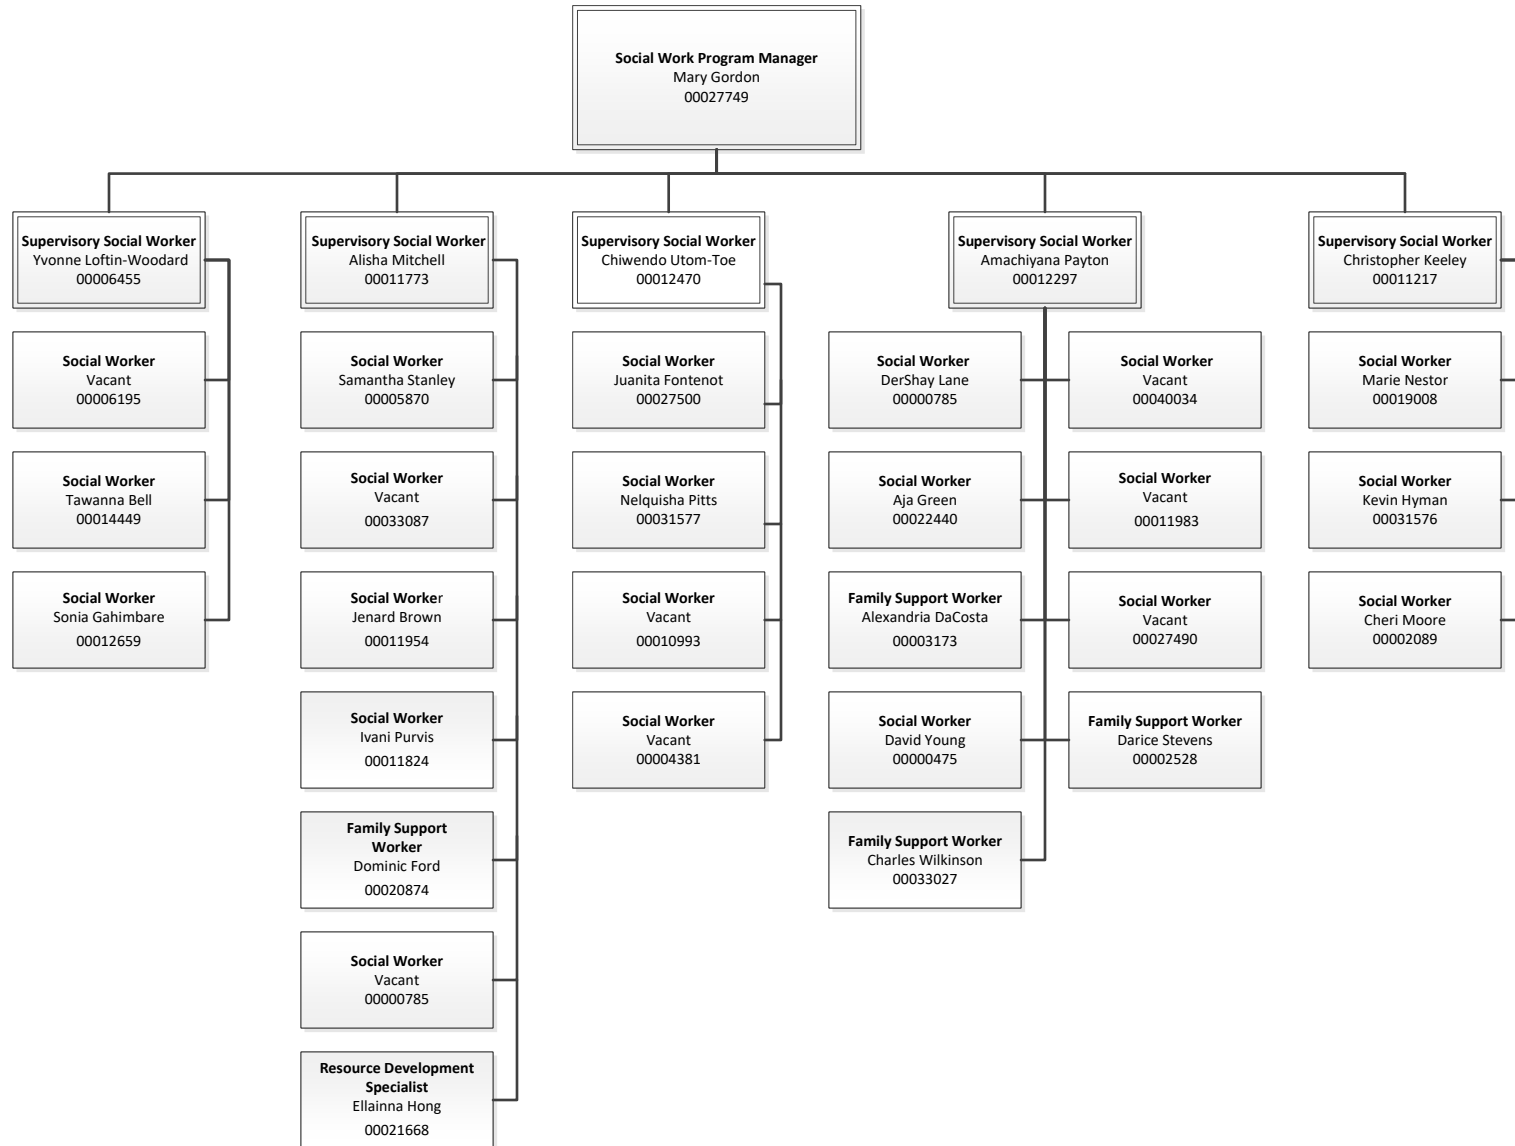 Social Work Program Manager
Mary Gordon
00027749
Supervisory Social Worker
Yvonne Loftin-Woodard
00006455
Social Worker
Vacant
00006195
Social Worker
Tawanna Bell
00014449
Social Worker
Sonia Gahimbare
00012659
Supervisory Social Worker
Alisha Mitchell
00011773
Social Worker
Samantha Stanley
00005870
Social Worker
Vacant
00033087
Social Worker
Jenard Brown
00011954
Social Worker
Ivani Purvis
00011824
Family Support
Worker
Dominic Ford
00020874
Social Worker
Vacant
00000785
Resource Development
Specialist
Ellainna Hong
00021668
Supervisory Social Worker
Chiwendo Utom-Toe
00012470
Social Worker
Juanita Fontenot
00027500
Social Worker
Nelquisha Pitts
00031577
Social Worker
Vacant
00010993
Social Worker
Vacant
00004381
Supervisory Social Worker
Amachiyana Payton
00012297
Social Worker
DerShay Lane
00000785
Social Worker
Aja Green
00022440
Family Support Worker
Alexandria DaCosta
00003173
Social Worker
David Young
00000475
Family Support Worker
Charles Wilkinson
00033027
Social Worker
Vacant
00040034
Social Worker
Vacant
00011983
Social Worker
Vacant
00027490
Family Support Worker
Darice Stevens
00002528
Supervisory Social Worker
Christopher Keeley
00011217
Social Worker
Marie Nestor
00019008
Social Worker
Kevin Hyman
00031576
Social Worker
Cheri Moore
00002089